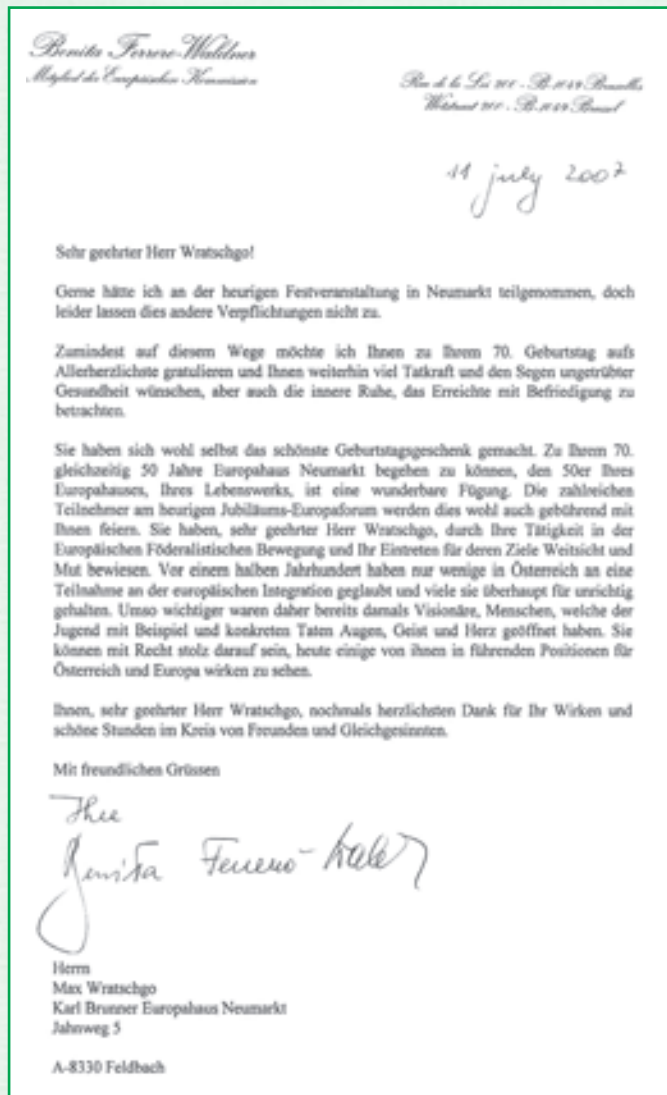 Benita Ferrero-Waldner
Mitglied der Europäischen Kommission
Rue de la Loi 200 - B-1049 Bruxelles
Wetstraat 200 - B-1049 Brussel
11 july 2007
Sehr geehrter Herr Wratschgo!
Gerne hätte ich an der heurigen Festveranstaltung in Neumarkt teilgenommen, doch
leider lassen dies andere Verpflichtungen nicht zu.
Zumindest auf diesem Wege möchte ich Ihnen zu Ihrem 70. Geburtstag aufs
Allerherzlichste gratulieren und Ihnen weiterhin viel Tatkraft und den Segen ungetrübter
Gesundheit wünschen, aber auch die innere Ruhe, das Erreichte mit Befriedigung zu
betrachten.
Sie haben sich wohl selbst das schönste Geburtstagsgeschenk gemacht. Zu Ihrem 70.
gleichzeitig 50 Jahre Europahaus Neumarkt begehen zu können, den 50er Ihres
Europahauses, Ihres Lebenswerks, ist eine wunderbare Fügung. Die zahlreichen
Teilnehmer am heurigen Jubiläums-Europaforum werden dies wohl auch gebührend mit
Ihnen feiern. Sie haben, sehr geehrter Herr Wratschgo, durch Ihre Tätigkeit in der
Europäischen Föderalistischen Bewegung und Ihr Eintreten für deren Ziele Weitsicht und
Mut bewiesen. Vor einem halben Jahrhundert haben nur wenige in Österreich an eine
Teilnahme an der europäischen Integration geglaubt und viele sie überhaupt für unrichtig
gehalten. Umso wichtiger waren daher bereits damals Visionäre, Menschen, welche der
Jugend mit Beispiel und konkreten Taten Augen, Geist und Herz geöffnet haben. Sie
können mit Recht stolz darauf sein, heute einige von ihnen in führenden Positionen für
Österreich und Europa wirken zu sehen.
Ihnen, sehr geehrter Herr Wratschgo, nochmals herzlichsten Dank für Ihr Wirken und
schöne Stunden im Kreis von Freunden und Gleichgesinnten.
Mit freundlichen Grüssen
Ihre
Benita Ferrero-Waldner
Herrn
Max Wratschgo
Karl Brunner Europahaus Neumarkt
Jahnweg 5
A-8330 Feldbach